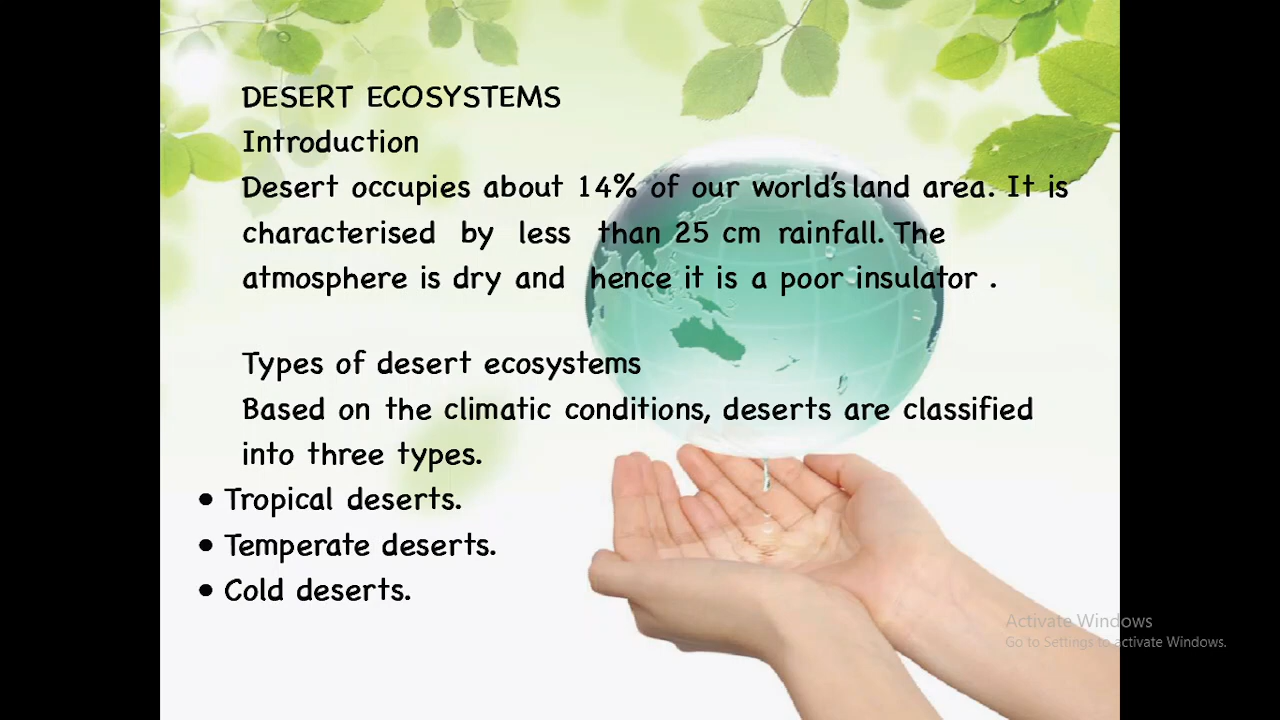 DESERT ECOSYSTEMS
Introduction
Desert occupies about 14% of our world's land area. It is
characterised by less than 25 cm rainfall. The
atmosphere is dry and hence it is a poor insulator .
Types of desert ecosystems
Based on the climatic conditions, deserts are classified
into three types.
• Tropical deserts.
• Temperate deserts.
• Cold deserts.
Activate Windows
Go to Settings to activate Windows.